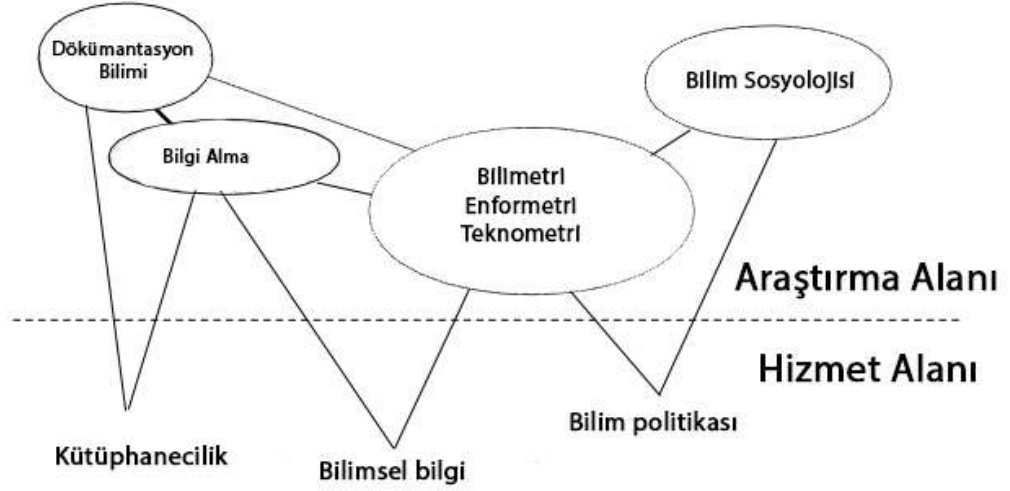 Dökümantasyon
Bilimi
Bilgi Alma
Bilim Sosyolojisi
Bilimetri
Enformetri
Teknometri
Araştırma Alanı
Hizmet Alanı
Kütüphanecilik
Bilimsel bilgi
Bilim politikası